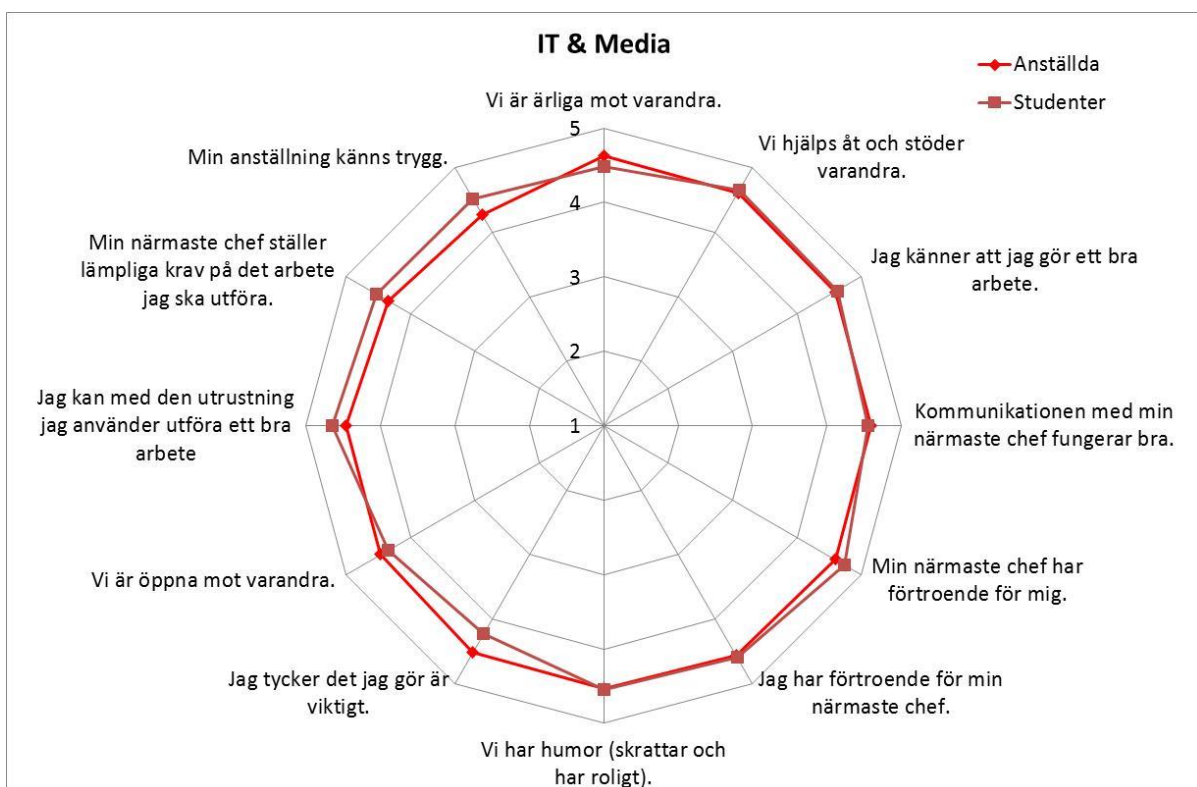 IT & Media
Anställda
Studenter
Vi är ärliga mot varandra.
Vi hjälps åt och stöder
varandra.
Jag känner att jag gör ett bra
arbete.
Kommunikationen med min
närmaste chef fungerar bra.
Min närmaste chef har
förtroende för mig.
Jag har förtroende för min
närmaste chef.
Vi har humor (skrattar och
har roligt).
Jag tycker det jag gör är
viktigt.
Vi är öppna mot varandra.
Jag kan med den utrustning
jag använder utföra ett bra
arbete
Min närmaste chef ställer
lämpliga krav på det arbete
jag ska utföra.
Min anställning känns trygg.
5
4
3
2
1